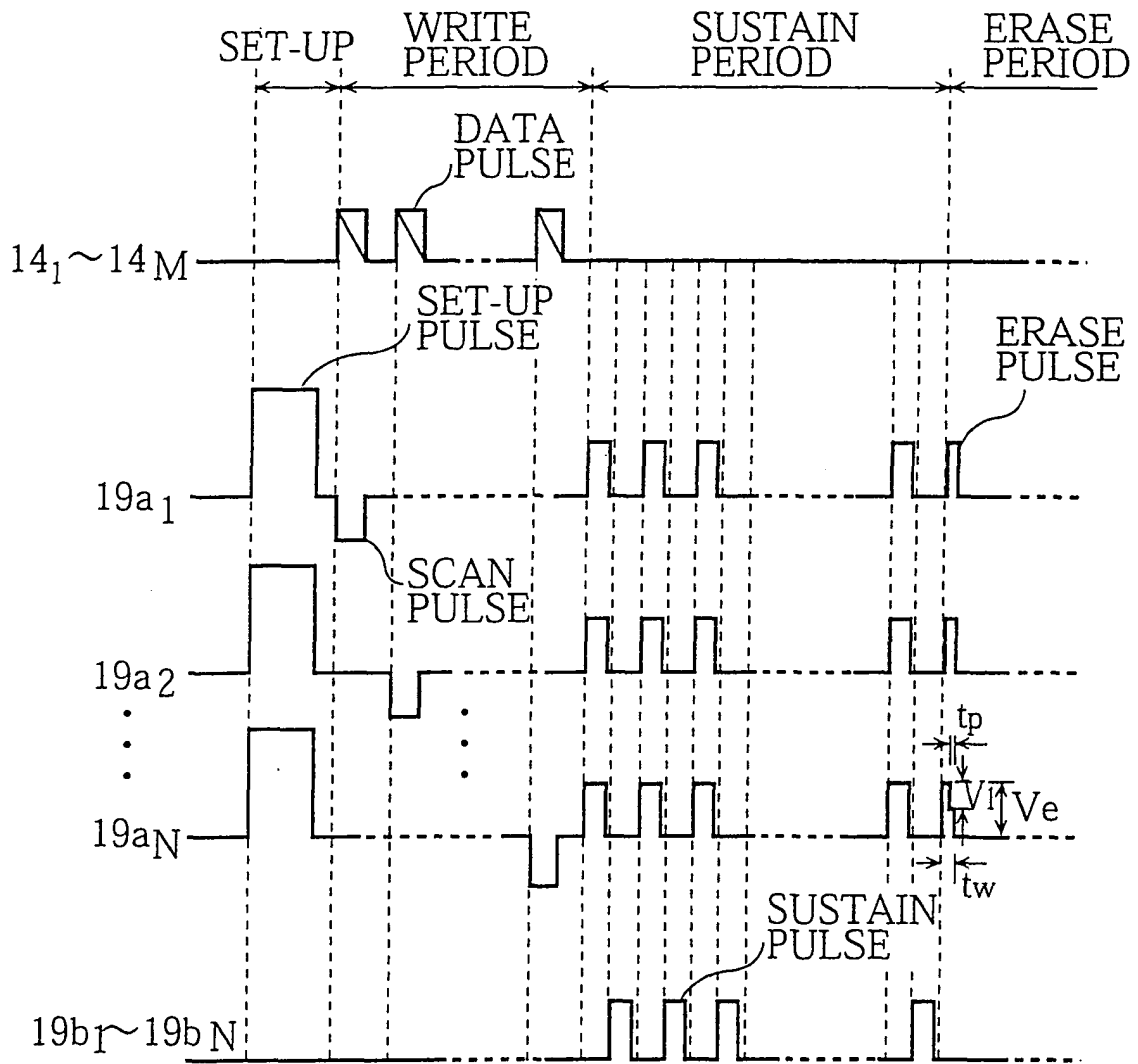 SET-UP
WRITE
PERIOD
SUSTAIN
PERIOD
ERASE
PERIOD
DATA
PULSE
14₁~14M
SET-UP
PULSE
ERASE
PULSE
19a₁
SCAN
PULSE
19a₂
tp
V1 Ve
19aN
tw
SUSTAIN
PULSE
19b₁~19bN